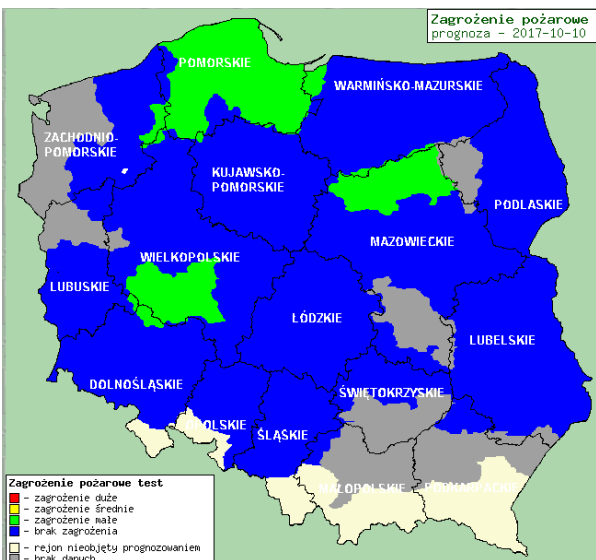 Zagrożenie pożarowe
prognoza - 2017-10-10
POMORSKIE
WARMIŃSKO-MAZURSKIE
ZACHODNIO-
POMORSKIE
KUJAWSKO-
POMORSKIE
PODLASKIE
MAZOWIECKIE
WIELKOPOLSKIE
LUBUSKIE
ŁÓDZKIE
LUBELSKIE
DOLNOŚLĄSKIE
ŚWIĘTOKRZYSKIE
OPOLSKIE
ŚLĄSKIE
MAŁOPOLSKIE
PODKARPACKIE
Zagrożenie pożarowe test
- zagrożenie duże
- zagrożenie średnie
- zagrożenie małe
- brak zagrożenia
- rejon nieobjęty prognozowaniem
- brak danych